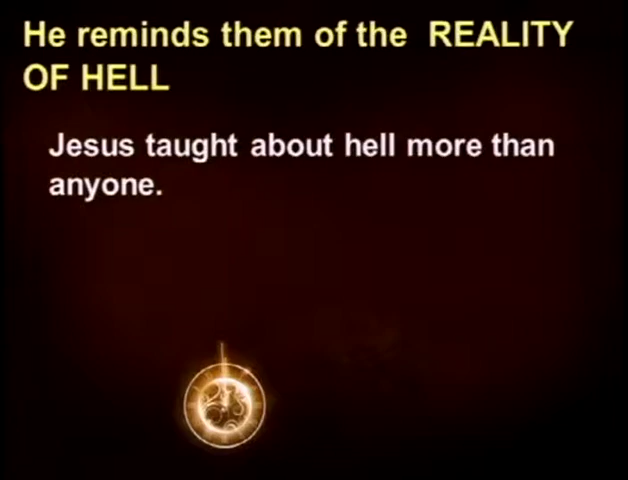 He reminds them of the REALITY
OF HELL
Jesus taught about hell more than
anyone.